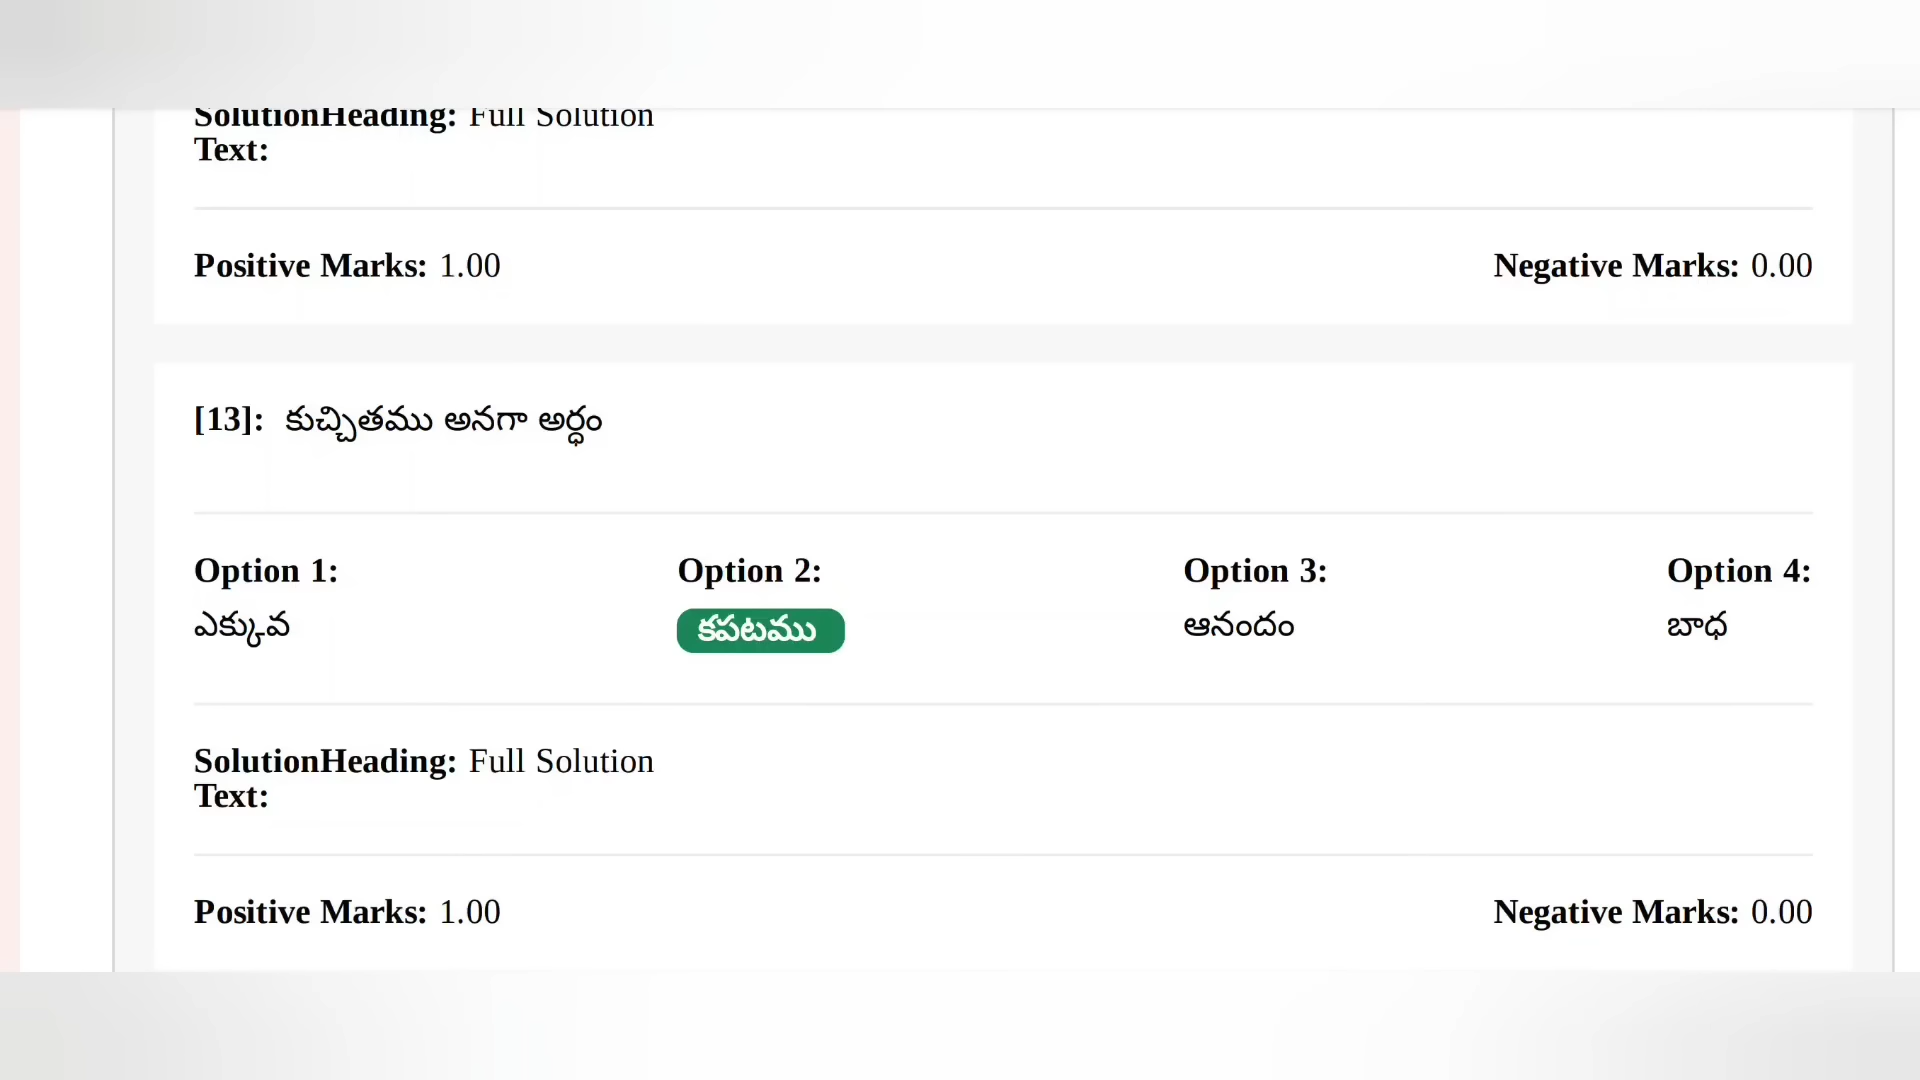 SolutionHeading: Full Solution
Text:
Positive Marks: 1.00 Negative Marks: 0.00
[13]: కుచ్చితము అనగా అర్ధం
Option 1: Option 2: Option 3: Option 4:
ఎక్కువ కపటము ఆనందం బాధ
SolutionHeading: Full Solution
Text:
Positive Marks: 1.00 Negative Marks: 0.00